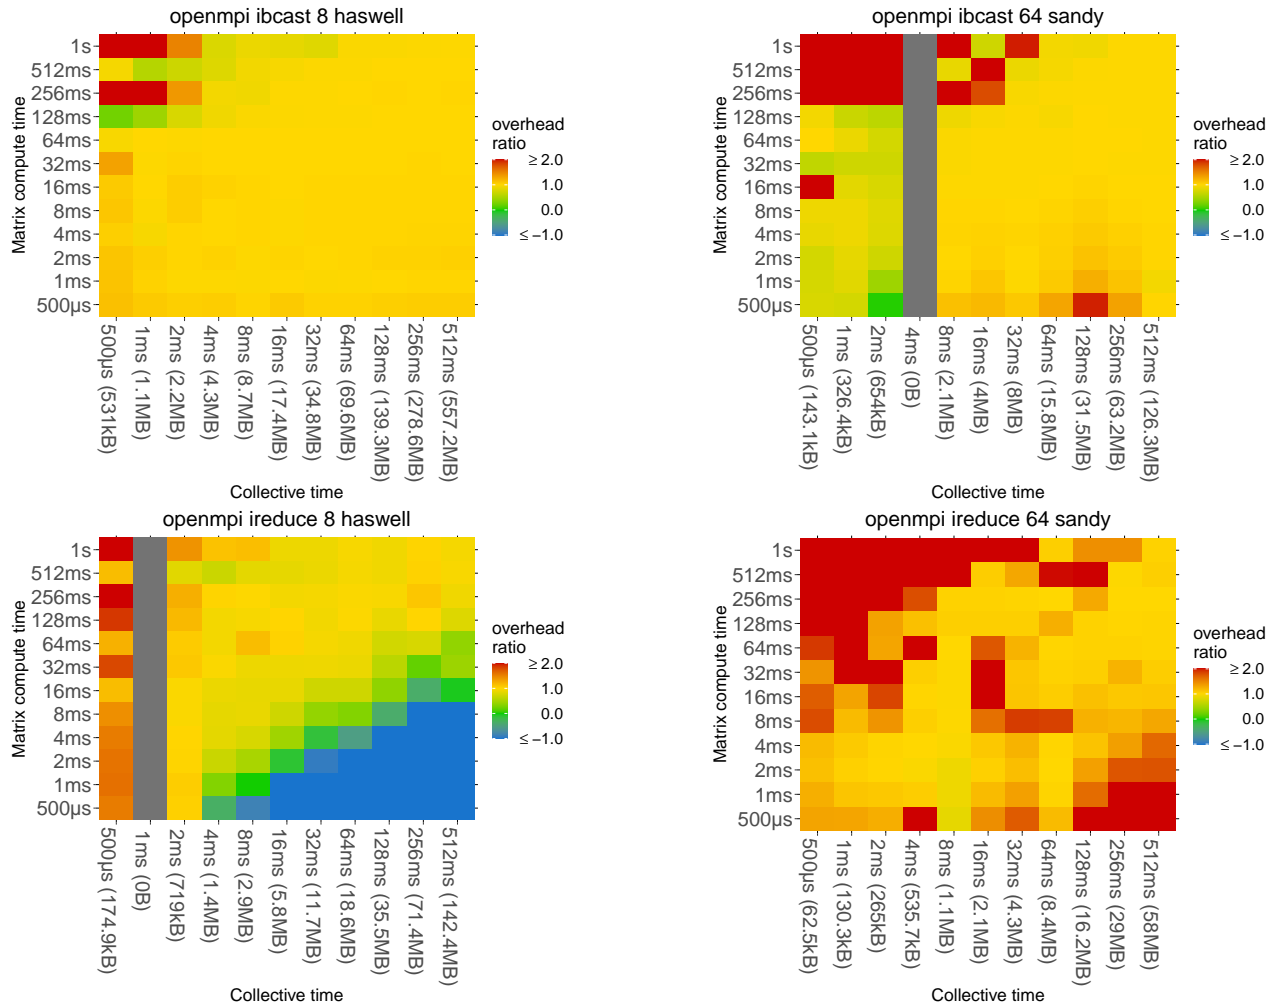 openmpi ibcast 8 haswell
Matrix compute time
1s
512ms
256ms
128ms
64ms
32ms
16ms
8ms
4ms
2ms
1ms
500µs
500µs (531kB)
1ms (1.1MB)
2ms (2.2MB)
4ms (4.3MB)
8ms (8.7MB)
16ms (17.4MB)
32ms (34.8MB)
64ms (69.6MB)
128ms (139.3MB)
256ms (278.6MB)
512ms (557.2MB)
Collective time
overhead
ratio
≥ 2.0
1.0
0.0
≤ −1.0
openmpi ibcast 64 sandy
Matrix compute time
1s
512ms
256ms
128ms
64ms
32ms
16ms
8ms
4ms
2ms
1ms
500µs
500µs (143.1kB)
1ms (326.4kB)
2ms (654kB)
4ms (0B)
8ms (2.1MB)
16ms (4MB)
32ms (8MB)
64ms (15.8MB)
128ms (31.5MB)
256ms (63.2MB)
512ms (126.3MB)
Collective time
overhead
ratio
≥ 2.0
1.0
0.0
≤ −1.0
openmpi ireduce 8 haswell
Matrix compute time
1s
512ms
256ms
128ms
64ms
32ms
16ms
8ms
4ms
2ms
1ms
500µs
500µs (174.9kB)
1ms (0B)
2ms (719kB)
4ms (1.4MB)
8ms (2.9MB)
16ms (5.8MB)
32ms (11.7MB)
64ms (18.6MB)
128ms (35.5MB)
256ms (71.4MB)
512ms (142.4MB)
Collective time
overhead
ratio
≥ 2.0
1.0
0.0
≤ −1.0
openmpi ireduce 64 sandy
Matrix compute time
1s
512ms
256ms
128ms
64ms
32ms
16ms
8ms
4ms
2ms
1ms
500µs
500µs (62.5kB)
1ms (130.3kB)
2ms (265kB)
4ms (535.7kB)
8ms (1.1MB)
16ms (2.1MB)
32ms (4.3MB)
64ms (8.4MB)
128ms (16.2MB)
256ms (29MB)
512ms (58MB)
Collective time
overhead
ratio
≥ 2.0
1.0
0.0
≤ −1.0